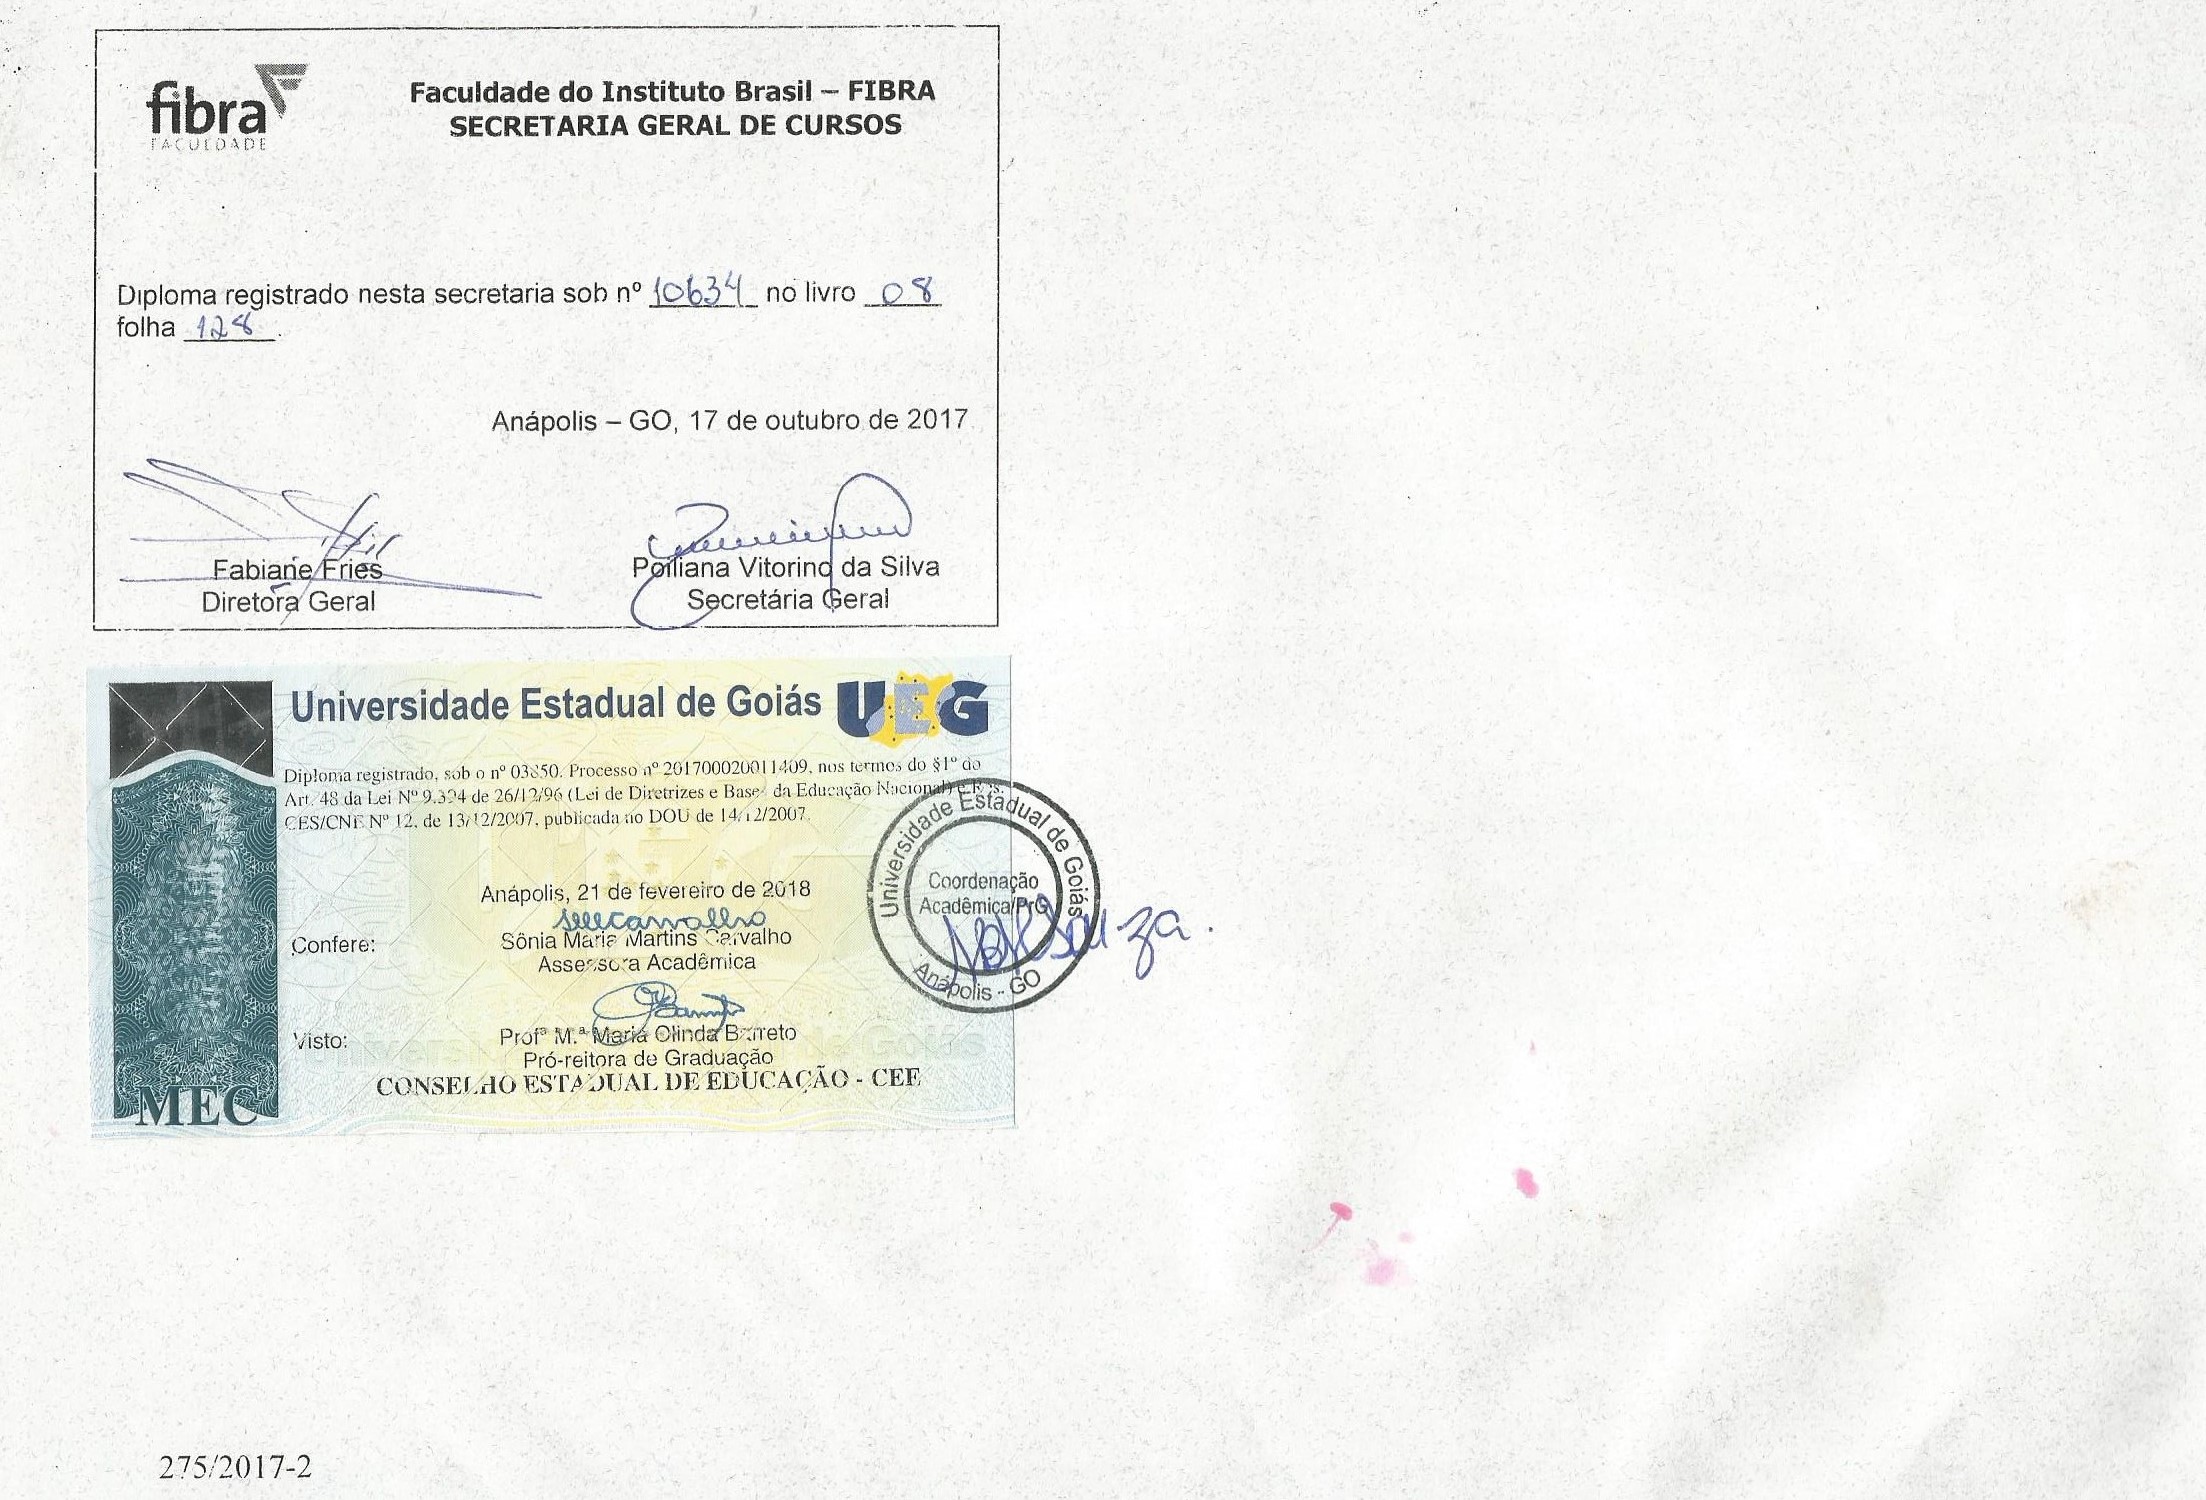 fibra
FACULDADE
Faculdade do Instituto Brasil – FIBRA
SECRETARIA GERAL DE CURSOS
Diploma registrado nesta secretaria sob nº 10634 no livro 08
folha 128.
Anápolis – GO, 17 de outubro de 2017
Fabiane Fries
Diretora Geral
Poliana Vitorino da Silva
Secretária Geral
Universidade Estadual de Goiás UEG
Diploma registrado, sob o nº 03850. Processo nº 201700020011409, nos termos do §1º do
Art. 48 da Lei Nº 9.394 de 26/12/96 (Lei de Diretrizes e Bases da Educação Nacional) e Res.
CES/CNE Nº 12, de 13/12/2007, publicada no DOU de 14/12/2007.
Anápolis, 21 de fevereiro de 2018
Confere:
Sônia Maria Martins Carvalho
Assessora Acadêmica
Visto:
Profª M.ª Maria Olinda Barreto
Pró-reitora de Graduação
CONSELHO ESTADUAL DE EDUCAÇÃO - CEE
MEC
Universidade Estadual de Goiás
Coordenação
Acadêmica/PrG
Anápolis - GO
275/2017-2